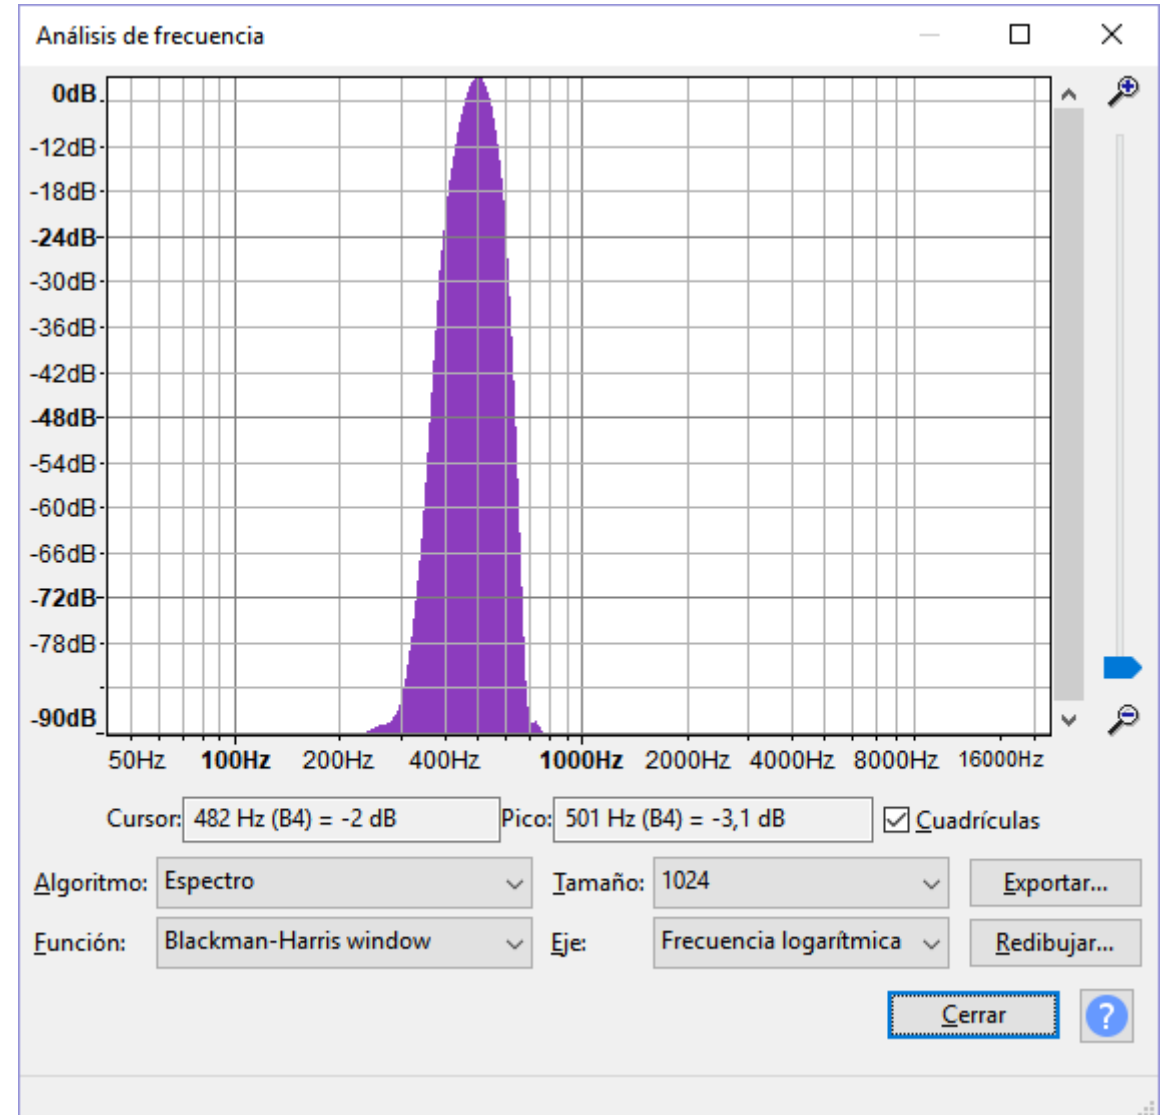 Análisis de frecuencia
0dB
-12dB
-18dB
-24dB
-30dB
-36dB
-42dB
-48dB
-54dB
-60dB
-66dB
-72dB
-78dB
-90dB
50Hz 100Hz 200Hz 400Hz 1000Hz 2000Hz 4000Hz 8000Hz 16000Hz
Cursor: 482 Hz (B4) = -2 dB Pico: 501 Hz (B4) = -3,1 dB Cuadrículas
Algoritmo: Espectro Tamaño: 1024 Exportar...
Función: Blackman-Harris window Eje: Frecuencia logarítmica Redibujar...
Cerrar ?